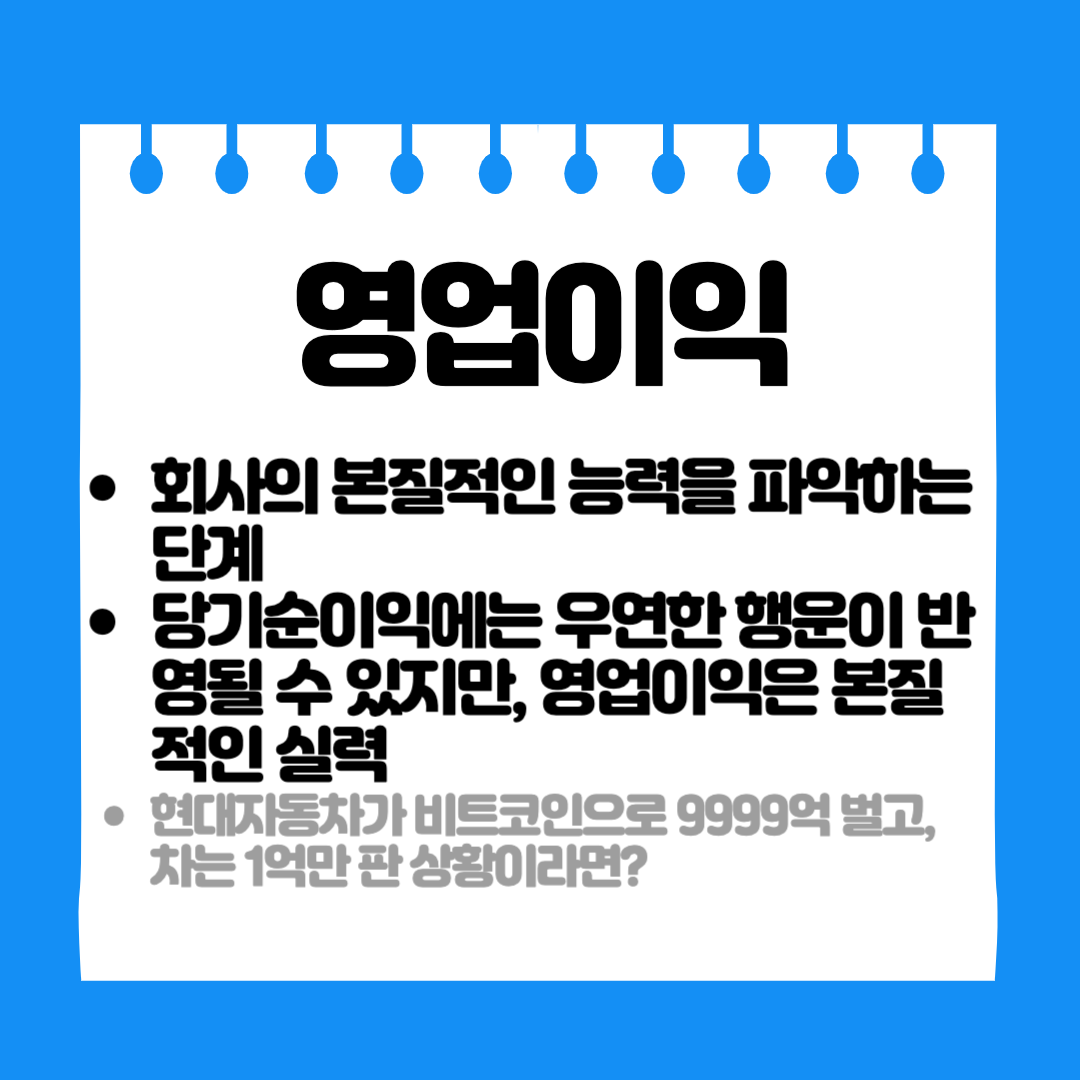 영업이익
• 회사의 본질적인 능력을 파악하는
단계
• 당기순이익에는 우연한 행운이 반
영될 수 있지만, 영업이익은 본질
적인 실력
• 현대자동차가 비트코인으로 9999억 벌고,
차는 1억만 판 상황이라면?